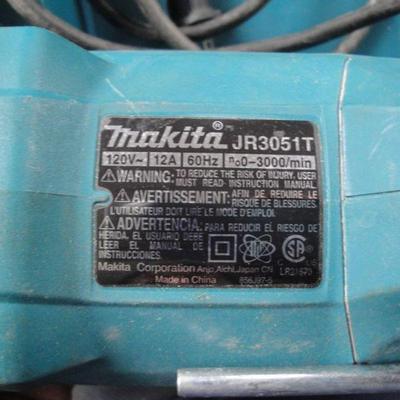 makita JR3051T
120V~ 12A 60Hz n₀0-3000/min
⚠WARNING: TO REDUCE THE RISK OF INJURY, USER
MUST READ INSTRUCTION MANUAL.
⚠AVERTISSEMENT: AFIN DE REDUIRE LE
RISQUE DE BLESSURES,
L'UTILISATEUR DOIT LIRE LE MODE D'EMPLOI.
⚠ADVERTENCIA: PARA REDUCIR EL RIESGO DE
HERIDA, EL USUARIO DEBE
LEER EL MANUAL DE
INSTRUCCIONES.
Makita Corporation Anjo, Aichi, Japan CN
Made in China